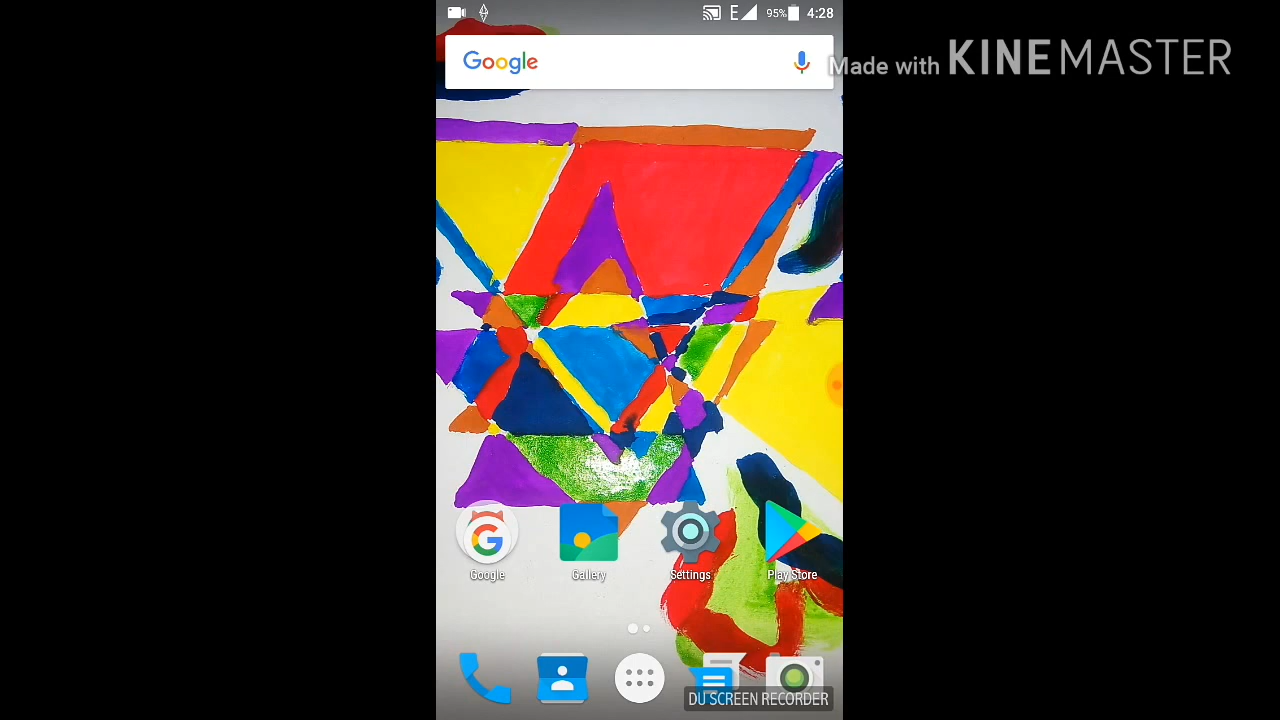 E 95% 4:28
Google
Made with KINEMASTER
G
Google Gallery Settings Play Store
DU SCREEN RECORDER